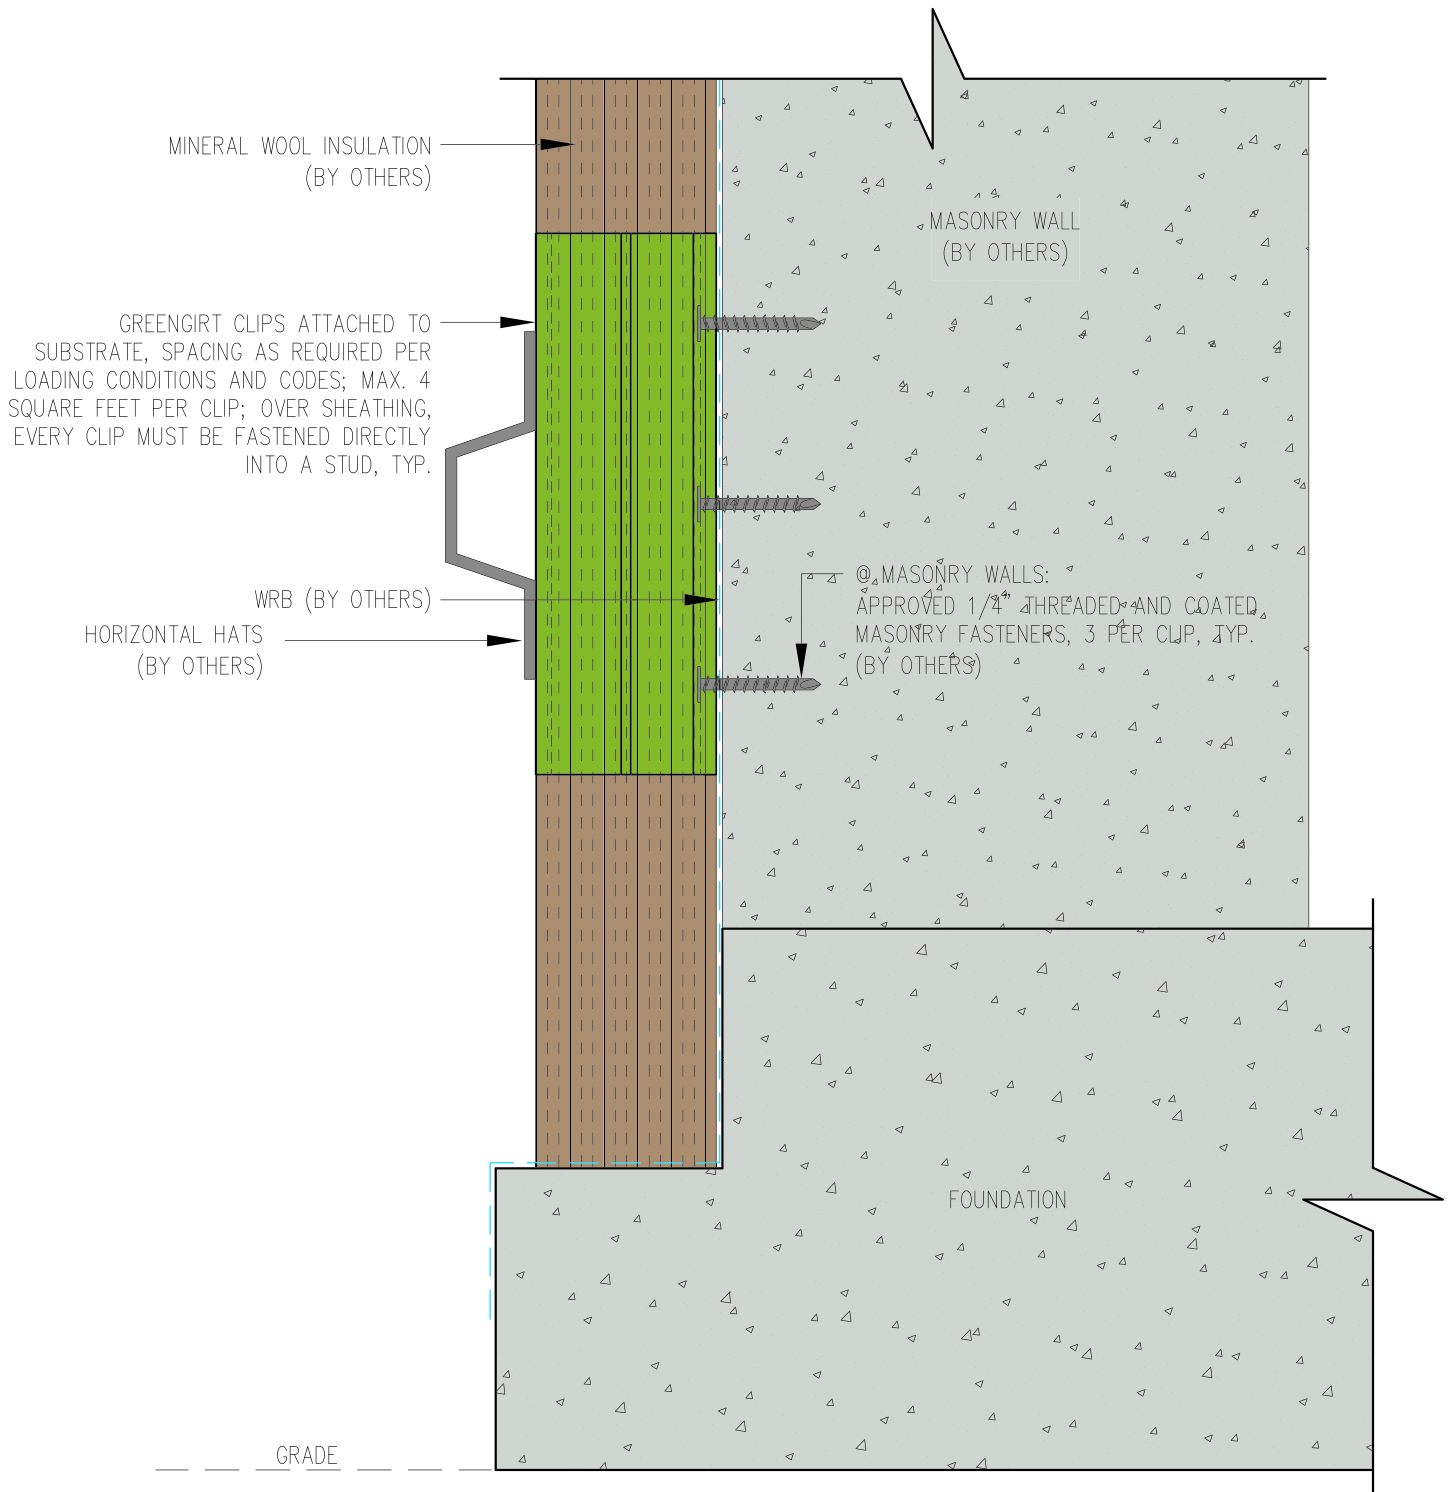 MINERAL WOOL INSULATION
(BY OTHERS)
MASONRY WALL
(BY OTHERS)
GREENGIRT CLIPS ATTACHED TO
SUBSTRATE, SPACING AS REQUIRED PER
LOADING CONDITIONS AND CODES; MAX. 4
SQUARE FEET PER CLIP; OVER SHEATHING,
EVERY CLIP MUST BE FASTENED DIRECTLY
INTO A STUD, TYP.
@ MASONRY WALLS:
APPROVED 1/4" THREADED AND COATED
MASONRY FASTENERS, 3 PER CLIP, TYP.
(BY OTHERS)
WRB (BY OTHERS)
HORIZONTAL HATS
(BY OTHERS)
FOUNDATION
GRADE